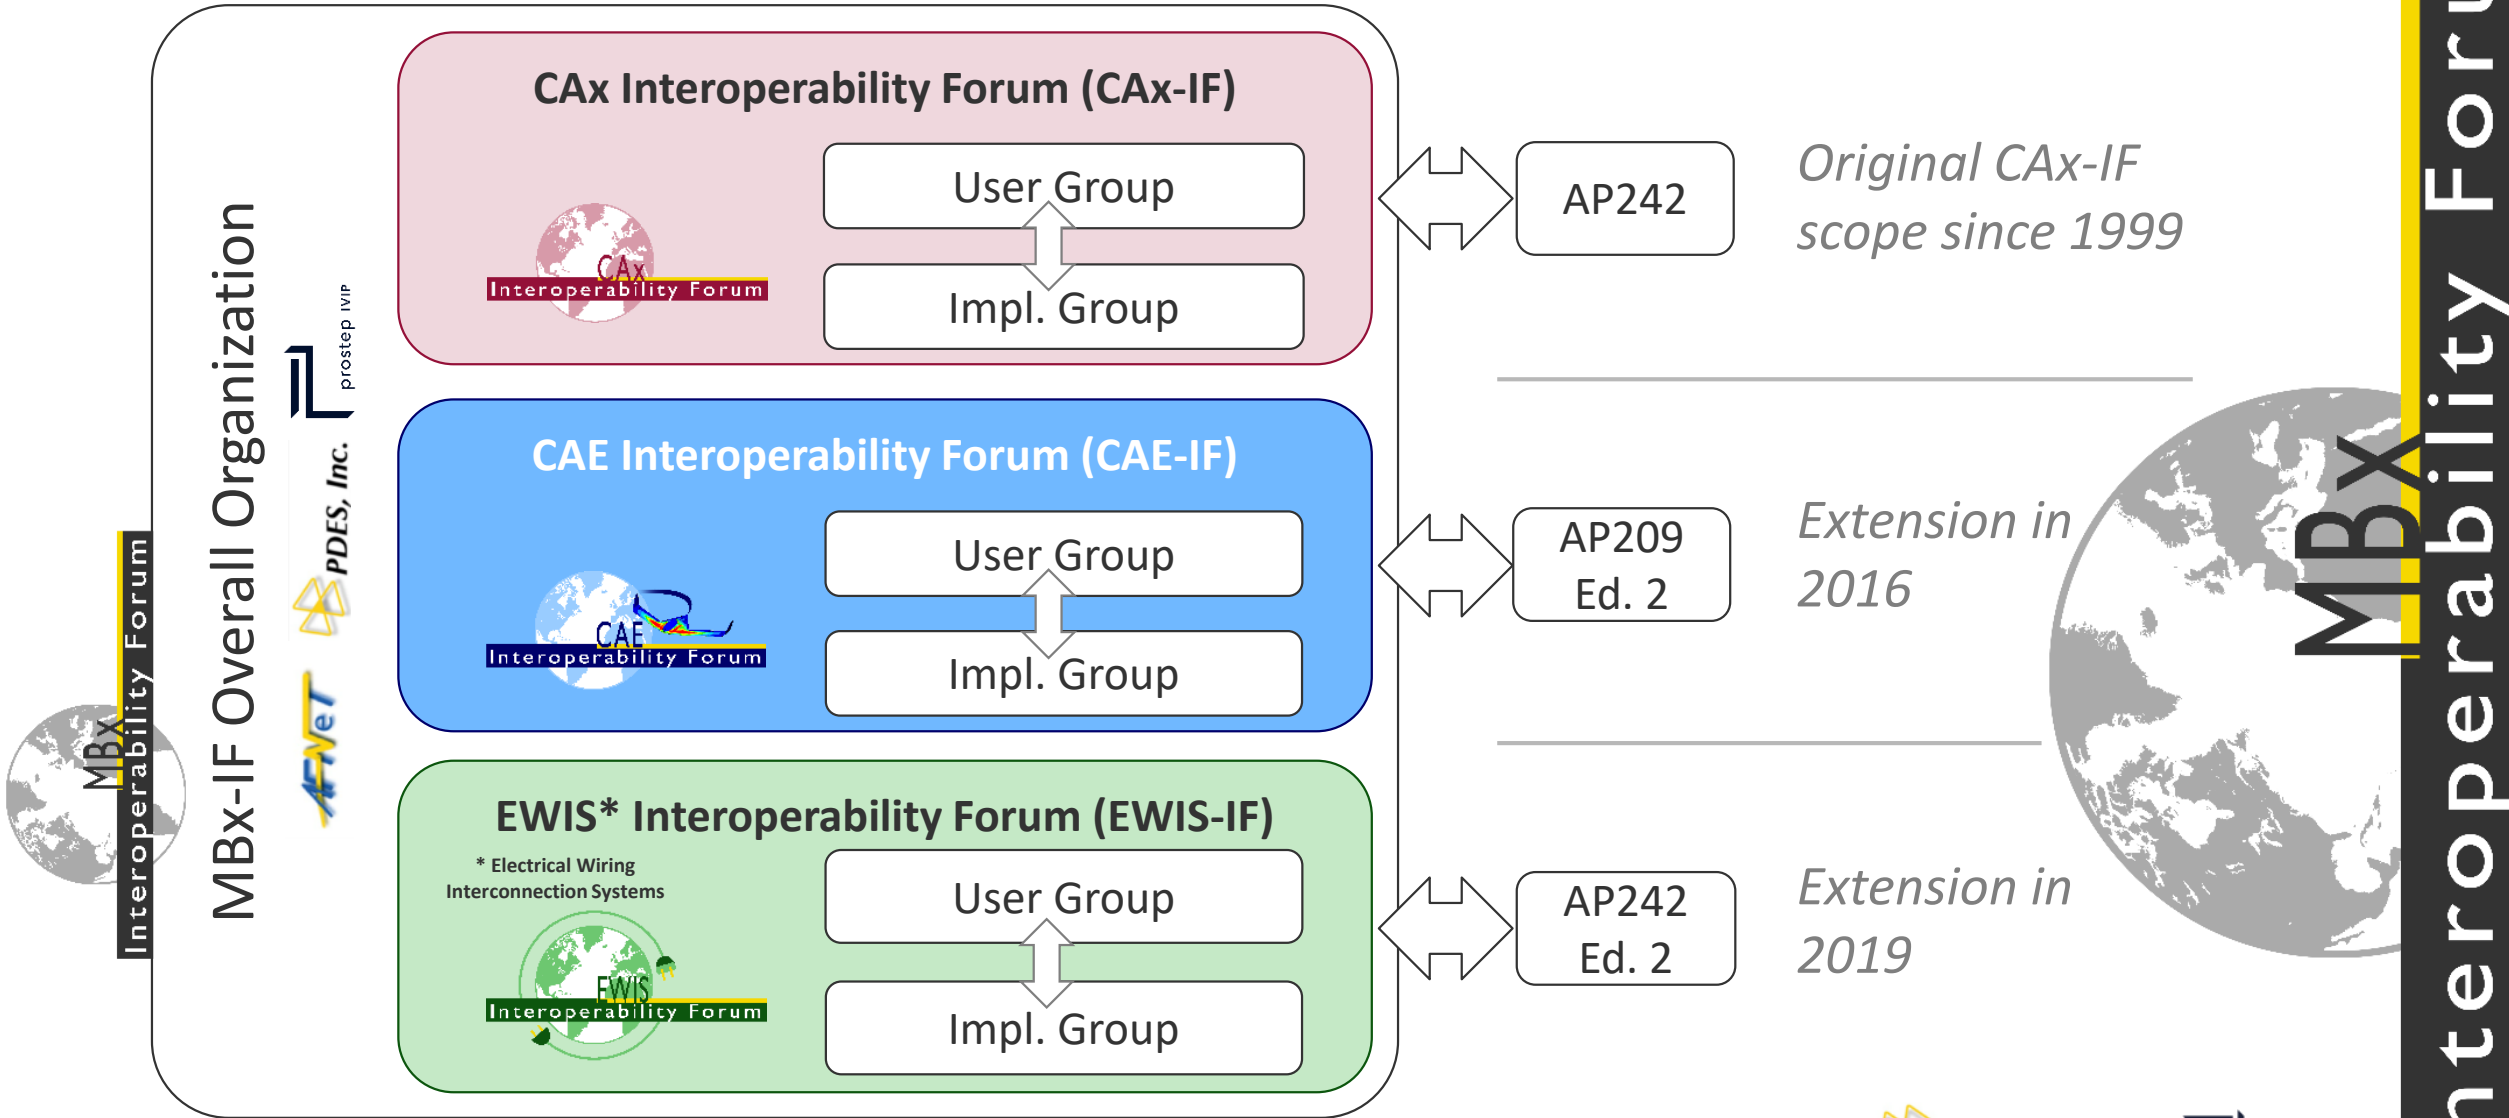 MBx
Interoperability Forum
MBx-IF Overall Organization
prostep IVIP
PDES, Inc.
AFNeT
CAx Interoperability Forum (CAx-IF)
CAx
Interoperability Forum
User Group
Impl. Group
AP242
Original CAx-IF
scope since 1999
CAE Interoperability Forum (CAE-IF)
CAE
Interoperability Forum
User Group
Impl. Group
AP209
Ed. 2
Extension in
2016
EWIS* Interoperability Forum (EWIS-IF)
* Electrical Wiring
Interconnection Systems
EWIS
Interoperability Forum
User Group
Impl. Group
AP242
Ed. 2
Extension in
2019
MBx
nteroperability Foru